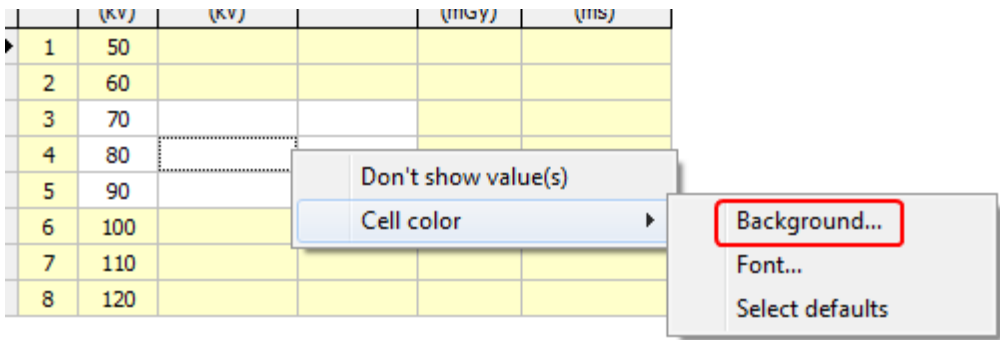 (kV) (kV) (mGy) (ms)
1 50
2 60
3 70
4 80
Don't show value(s)
5 90
Cell color
Background...
6 100
7 110
Font...
8 120
Select defaults